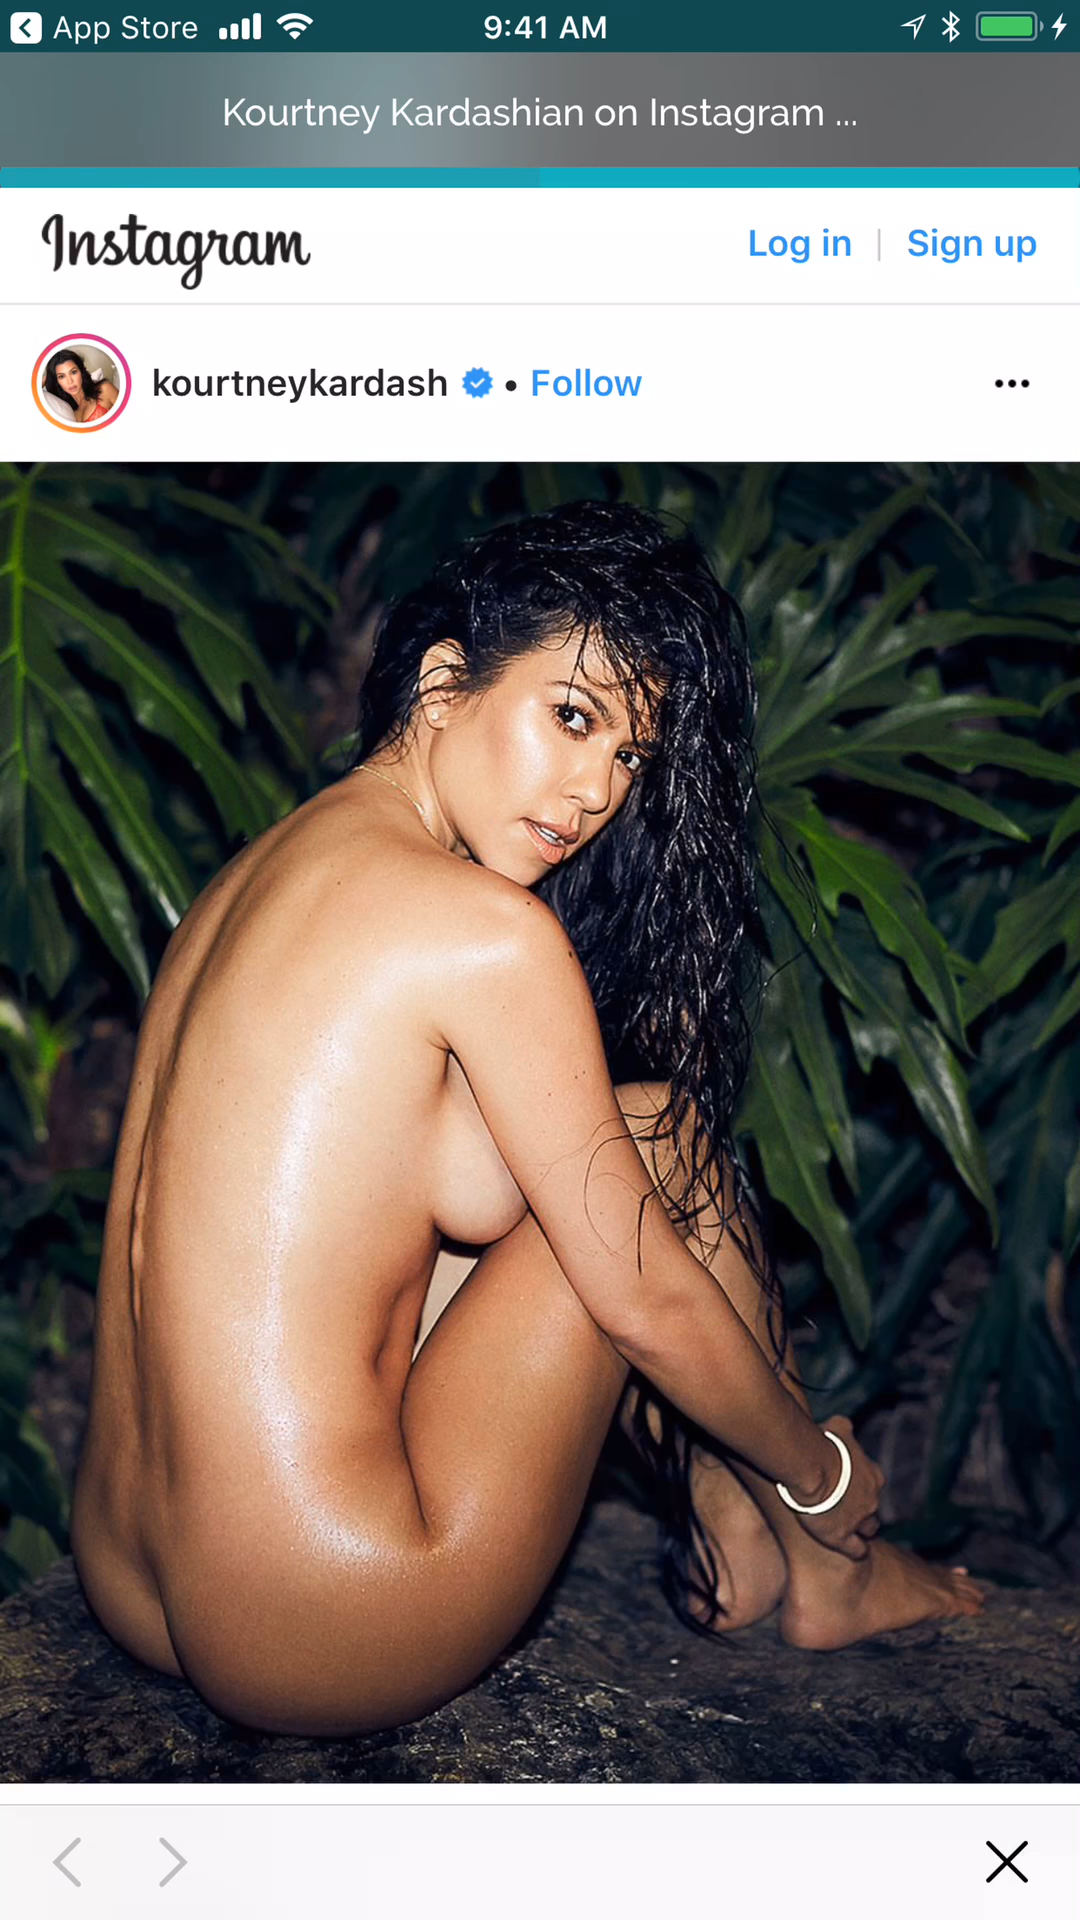 App Store 9:41 AM
Kourtney Kardashian on Instagram ...
Instagram Log in | Sign up
kourtneykardash • Follow